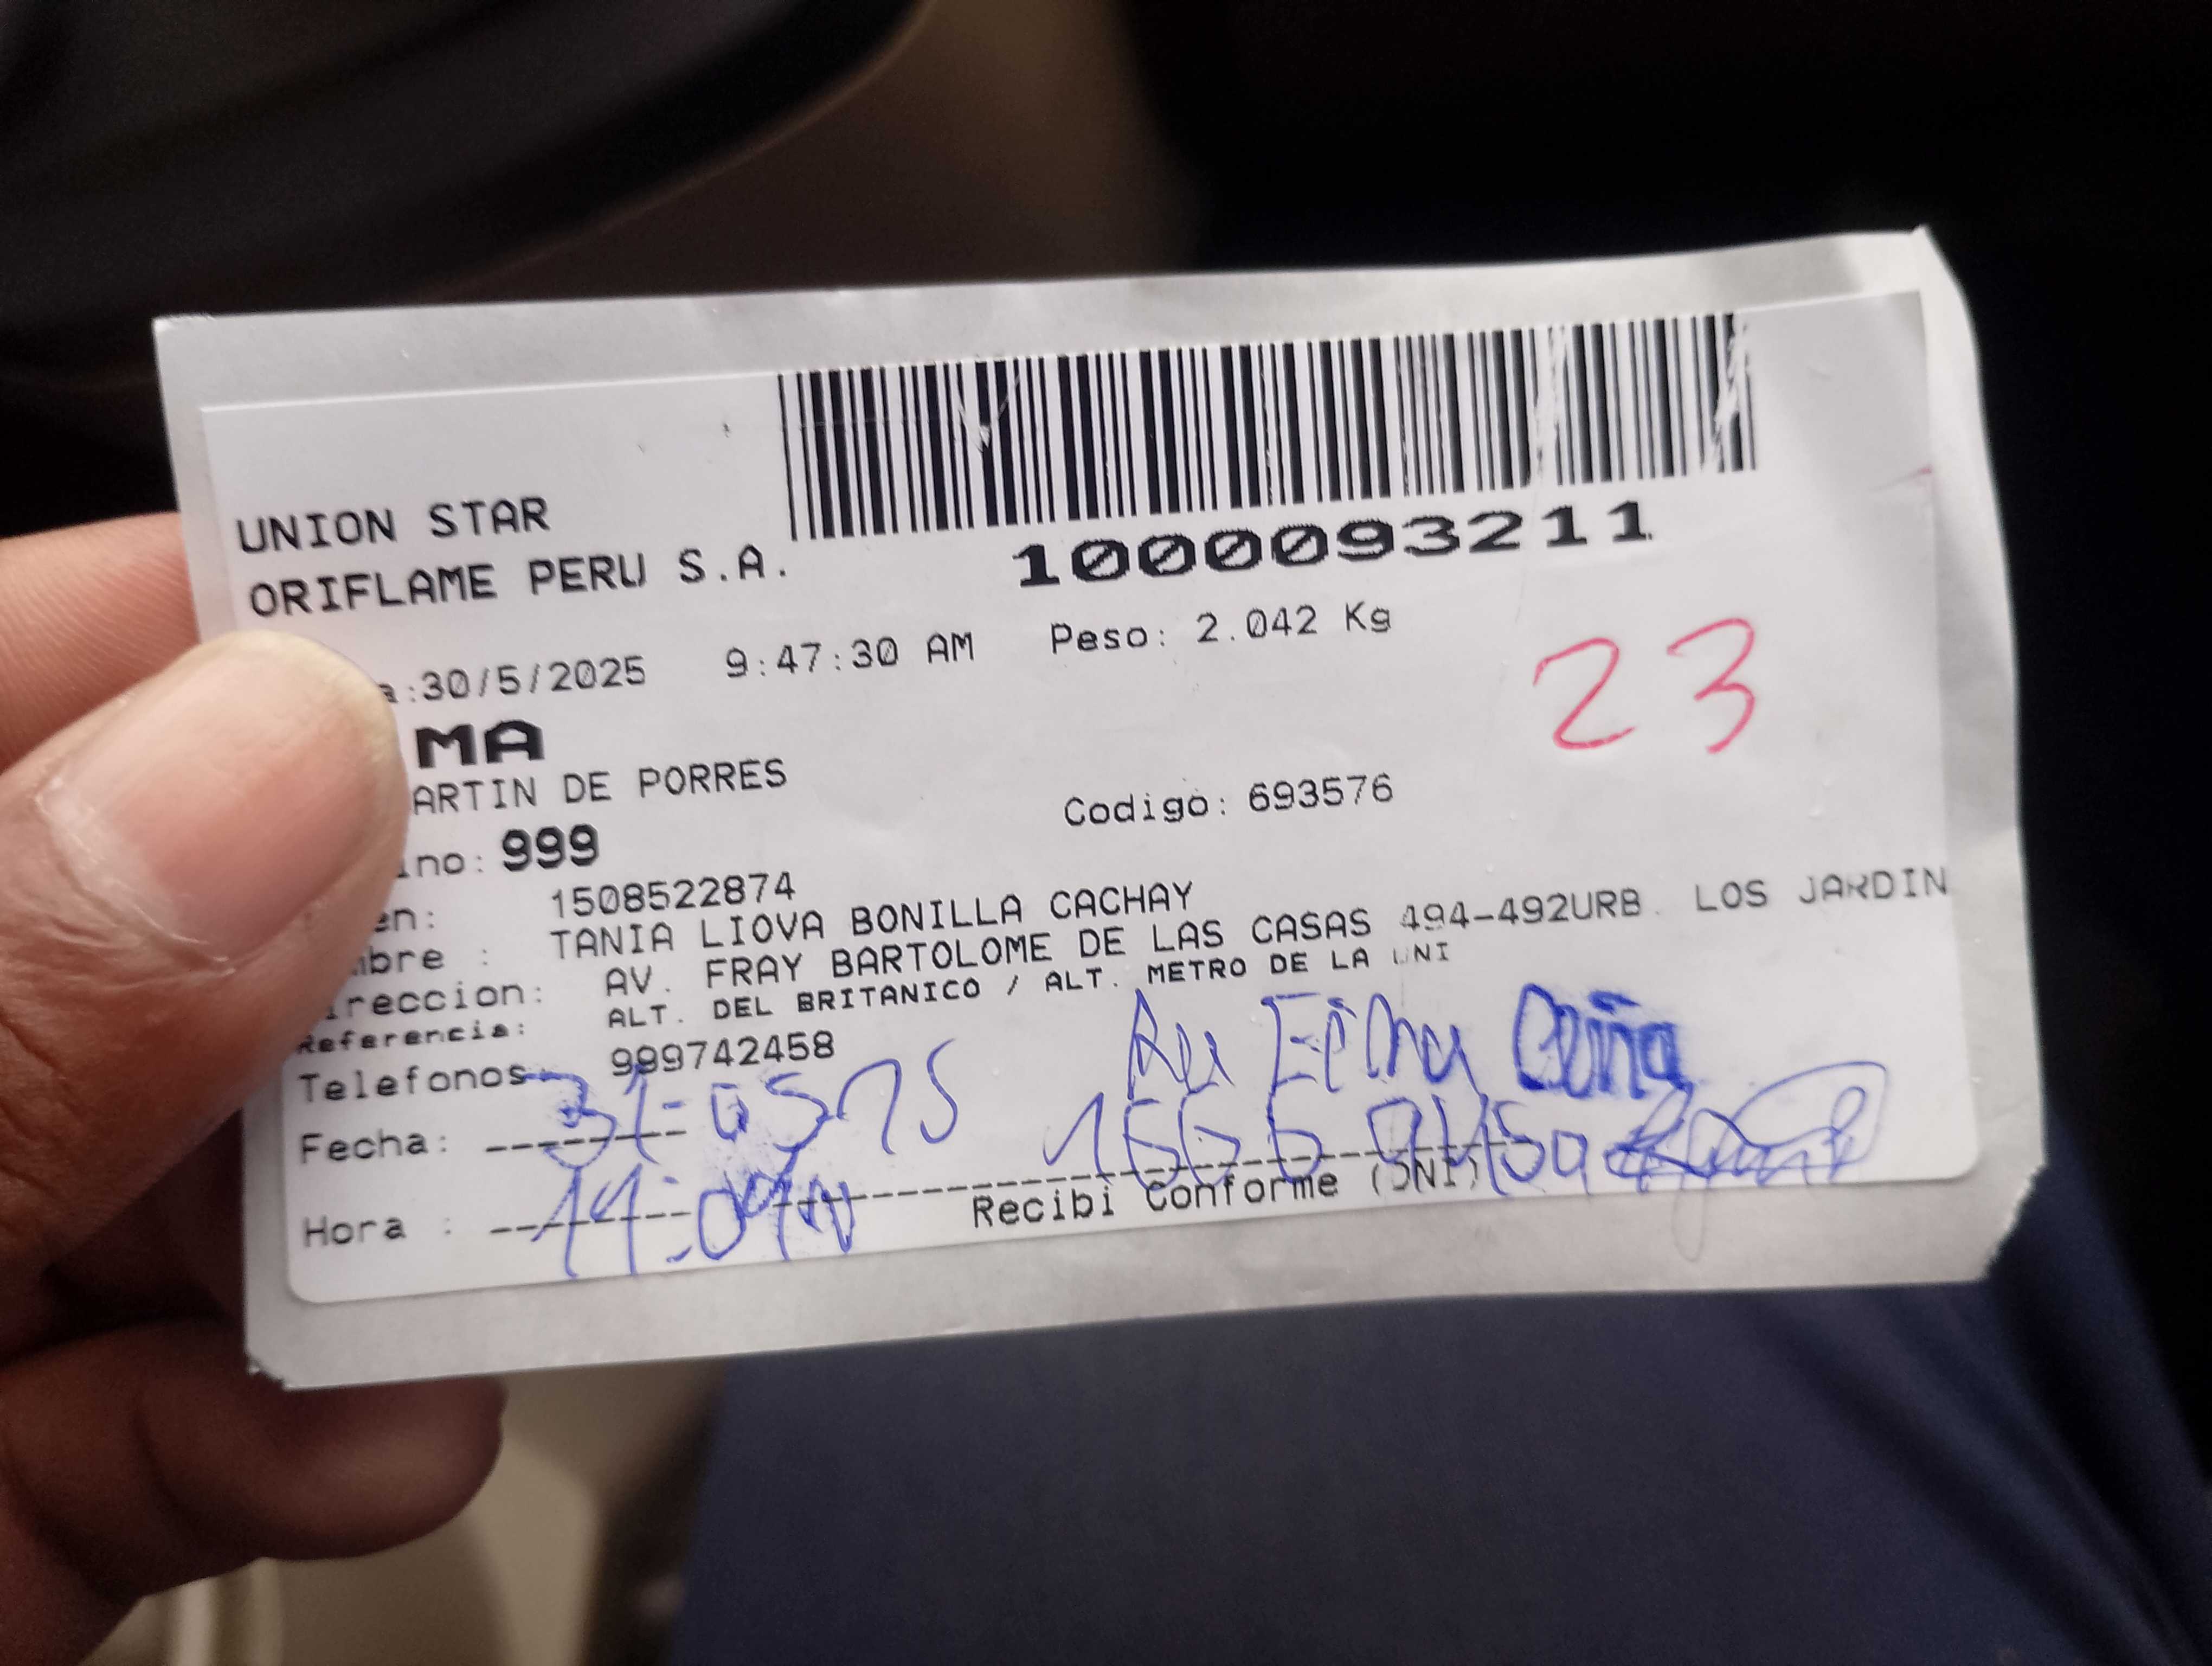 UNION STAR
ORIFLAME PERU S.A.
1000093211
a:30/5/2025 9:47:30 AM Peso: 2.042 Kg
23
MA
ARTIN DE PORRES
Codigo: 693576
ino: 999
en: 1508522874
mbre : TANIA LIOVA BONILLA CACHAY
ireccion: AV. FRAY BARTOLOME DE LAS CASAS 494-492URB. LOS JARDIN
Referencia: ALT. DEL BRITANICO / ALT. METRO DE LA UNI
Telefonos: 999742458
Fecha: 31-05
Hora :
Recibi Conforme (DNI)